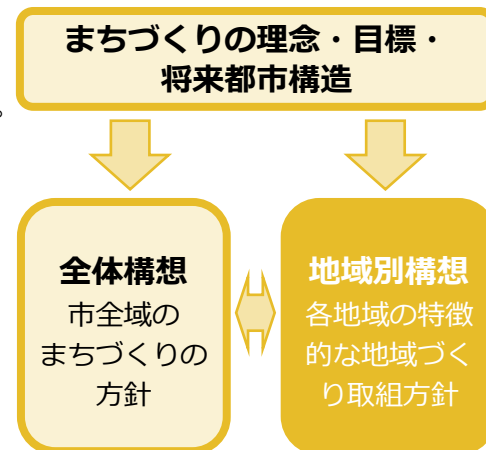 まちづくりの理念・目標・
将来都市構造
。
全体構想
市全域の
まちづくりの
方針
地域別構想
各地域の特徴
的な地域づく
り取組方針